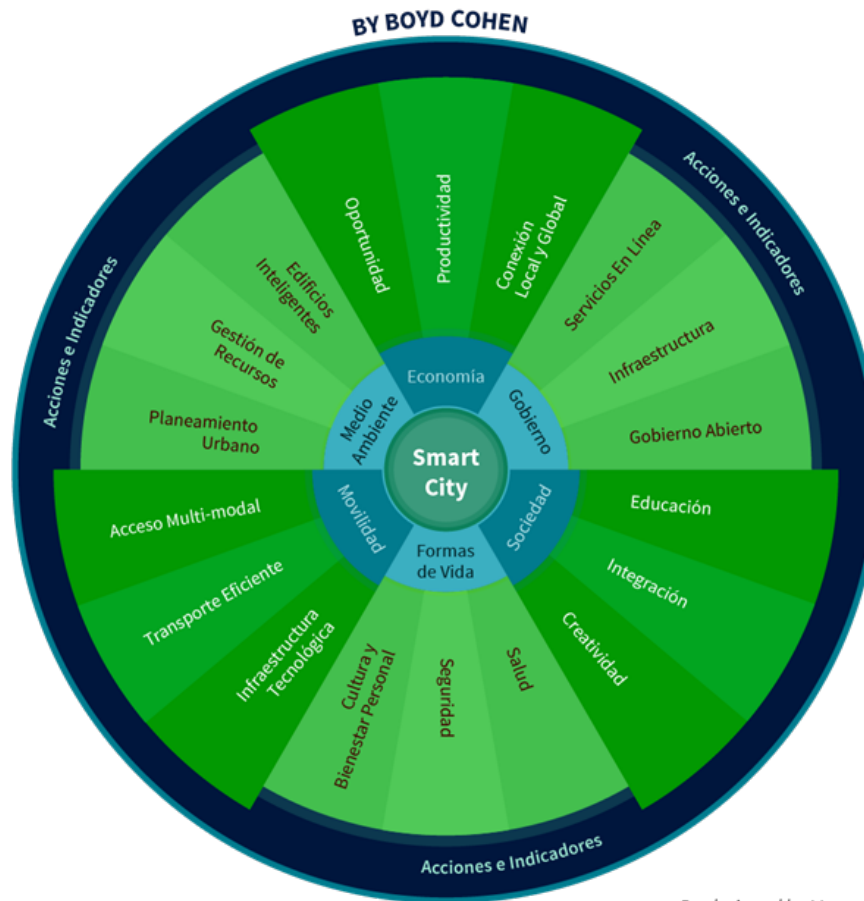 BY BOYD COHEN
Acciones e Indicadores
Acciones e Indicadores
Acciones e Indicadores
Smart
City
Economía
Oportunidad
Productividad
Conexión
Local y Global
Gobierno
Servicios En Línea
Infraestructura
Gobierno Abierto
Sociedad
Educación
Integración
Creatividad
Formas
de Vida
Salud
Seguridad
Cultura y
Bienestar Personal
Movilidad
Infraestructura
Tecnológica
Transporte Eficiente
Acceso Multi-modal
Medio
Ambiente
Planeamiento
Urbano
Gestión de
Recursos
Edificios
Inteligentes